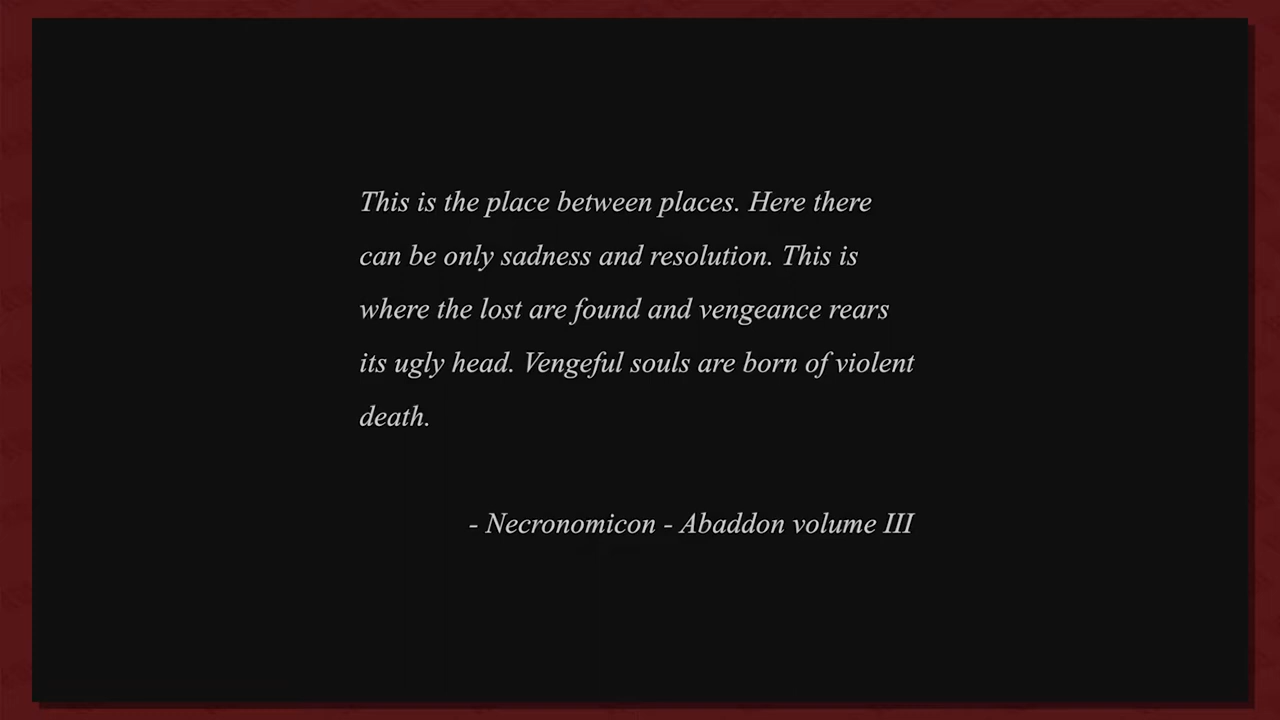 This is the place between places. Here there
can be only sadness and resolution. This is
where the lost are found and vengeance rears
its ugly head. Vengeful souls are born of violent
death.
- Necronomicon - Abaddon volume III